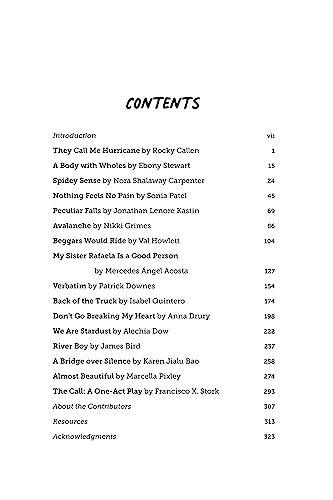 CONTENTS
Introduction vii
They Call Me Hurricane by Rocky Callen 1
A Body with Wholes by Ebony Stewart 15
Spidey Sense by Nora Shalaway Carpenter 24
Nothing Feels No Pain by Sonia Patel 45
Peculiar Falls by Jonathan Lenore Kastin 69
Avalanche by Nikki Grimes 86
Beggars Would Ride by Val Howlett 104
My Sister Rafaela Is a Good Person
by Mercedes Angel Acosta 127
Verbatim by Patrick Downes 154
Back of the Truck by Isabel Quintero 174
Don't Go Breaking My Heart by Anna Drury 198
We Are Stardust by Alechia Dow 222
River Boy by James Bird 237
A Bridge over Silence by Karen Jialu Bao 258
Almost Beautiful by Marcella Pixley 274
The Call: A One-Act Play by Francisco X. Stork 293
About the Contributors 307
Resources 313
Acknowledgments 323